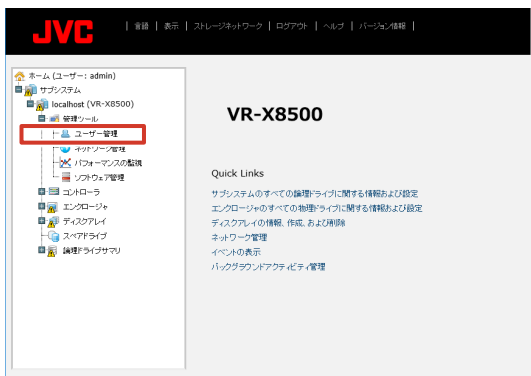 JVC
| 言語 | 表示 | ストレージネットワーク | ログアウト | ヘルプ | バージョン情報 |
ホーム (ユーザー: admin)
サブシステム
localhost (VR-X8500)
管理ツール
ユーザー管理
ネットワーク管理
パフォーマンスの監視
ソフトウェア管理
コントローラ
エンクロージャ
ディスクアレイ
スペアドライブ
論理ドライブサマリ
VR-X8500
Quick Links
サブシステムのすべての論理ドライブに関する情報および設定
エンクロージャのすべての物理ドライブに関する情報および設定
ディスクアレイの情報、作成、および削除
ネットワーク管理
イベントの表示
バックグラウンドアクティビティ管理